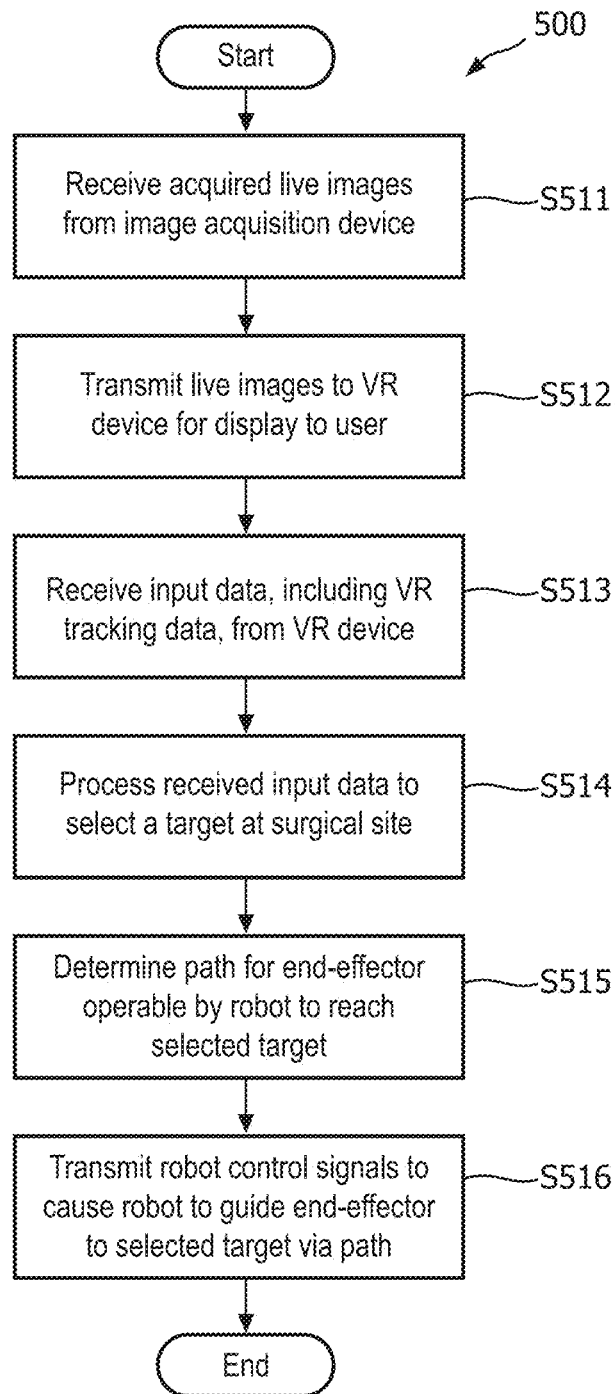 500
Start
Receive acquired live images
from image acquisition device
S511
Transmit live images to VR
device for display to user
S512
Receive input data, including VR
tracking data, from VR device
S513
Process received input data to
select a target at surgical site
S514
Determine path for end-effector
operable by robot to reach
selected target
S515
Transmit robot control signals to
cause robot to guide end-effector
to selected target via path
S516
End